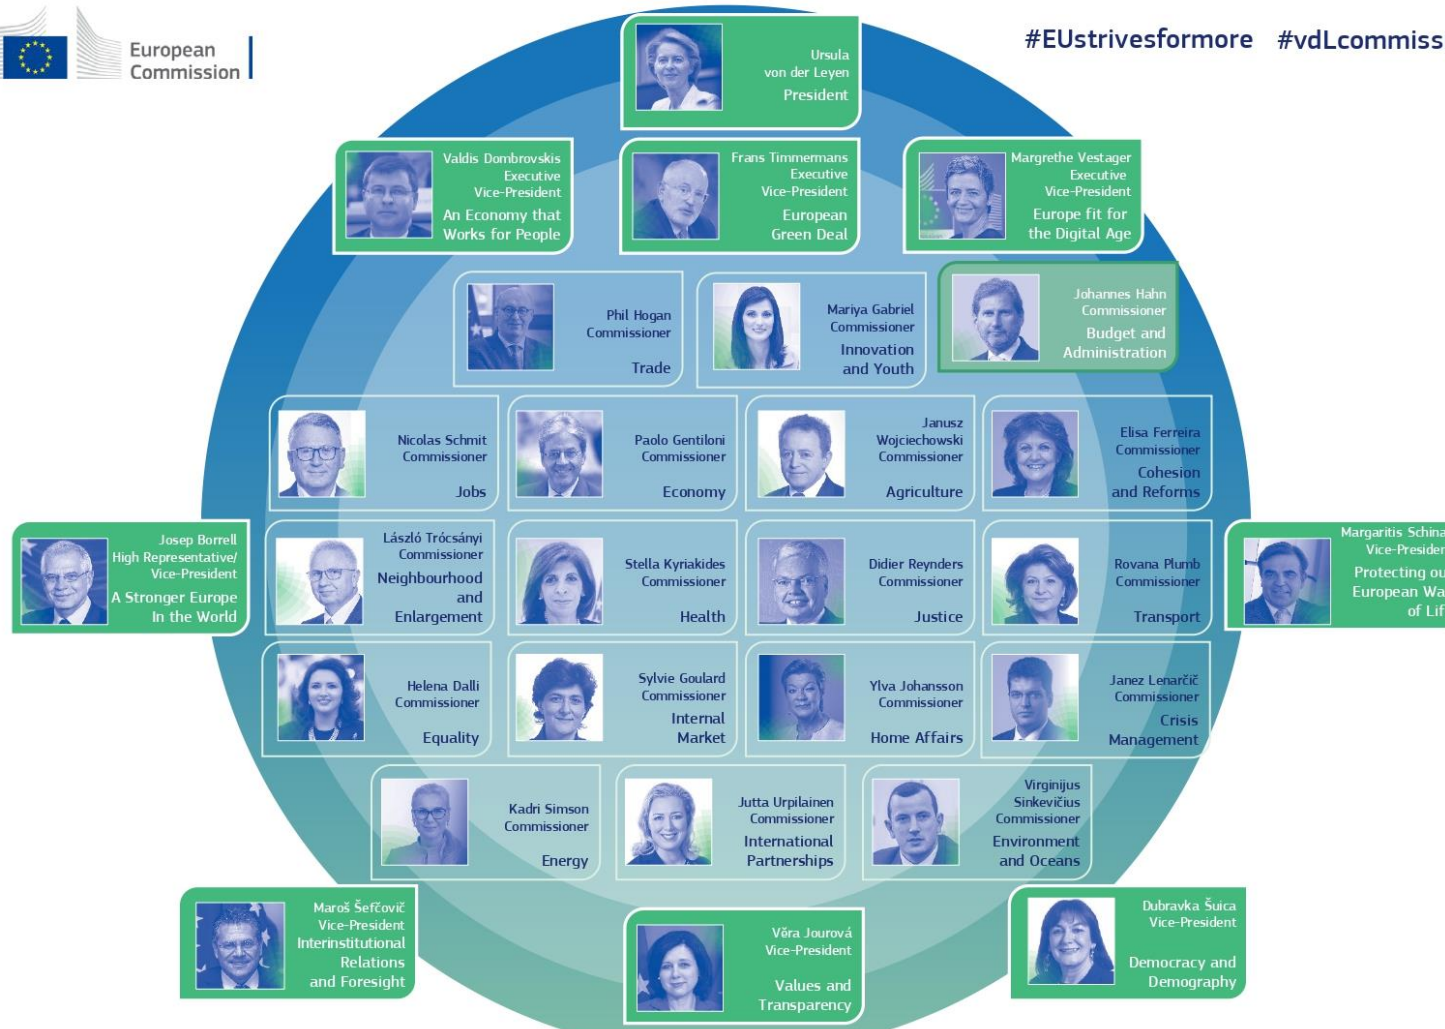 European
Commission
#EUstrivesformore #vdLcommiss
Ursula
von der Leyen
President
Valdis Dombrovskis
Executive
Vice-President
An Economy that
Works for People
Frans Timmermans
Executive
Vice-President
European
Green Deal
Margrethe Vestager
Executive
Vice-President
Europe fit for
the Digital Age
Phil Hogan
Commissioner
Trade
Mariya Gabriel
Commissioner
Innovation
and Youth
Johannes Hahn
Commissioner
Budget and
Administration
Nicolas Schmit
Commissioner
Jobs
Paolo Gentiloni
Commissioner
Economy
Janusz
Wojciechowski
Commissioner
Agriculture
Elisa Ferreira
Commissioner
Cohesion
and Reforms
Josep Borrell
High Representative/
Vice-President
A Stronger Europe
In the World
László Trócsányi
Commissioner
Neighbourhood
and
Enlargement
Stella Kyriakides
Commissioner
Health
Didier Reynders
Commissioner
Justice
Rovana Plumb
Commissioner
Transport
Margaritis Schina
Vice-Presiden
Protecting ou
European Wa
of Lif
Helena Dalli
Commissioner
Equality
Sylvie Goulard
Commissioner
Internal
Market
Ylva Johansson
Commissioner
Home Affairs
Janez Lenarčič
Commissioner
Crisis
Management
Kadri Simson
Commissioner
Energy
Jutta Urpilainen
Commissioner
International
Partnerships
Virginijus
Sinkevičius
Commissioner
Environment
and Oceans
Maroš Šefčovič
Vice-President
Interinstitutional
Relations
and Foresight
Věra Jourová
Vice-President
Values and
Transparency
Dubravka Šuica
Vice-President
Democracy and
Demography